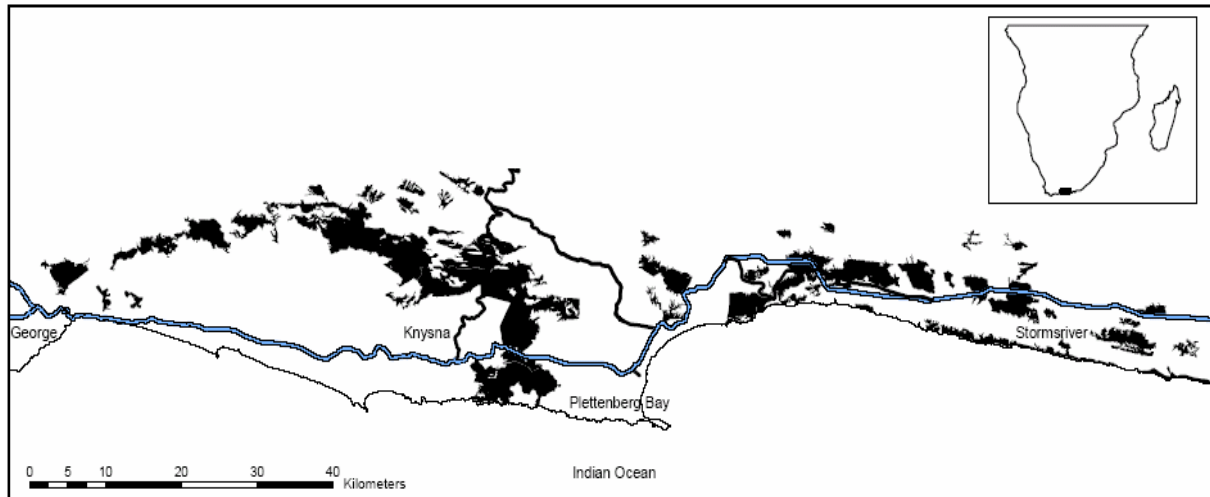 George
Knysna
Stormsriver
Plettenberg Bay
Indian Ocean
0 5 10 20 30 40
Kilometers